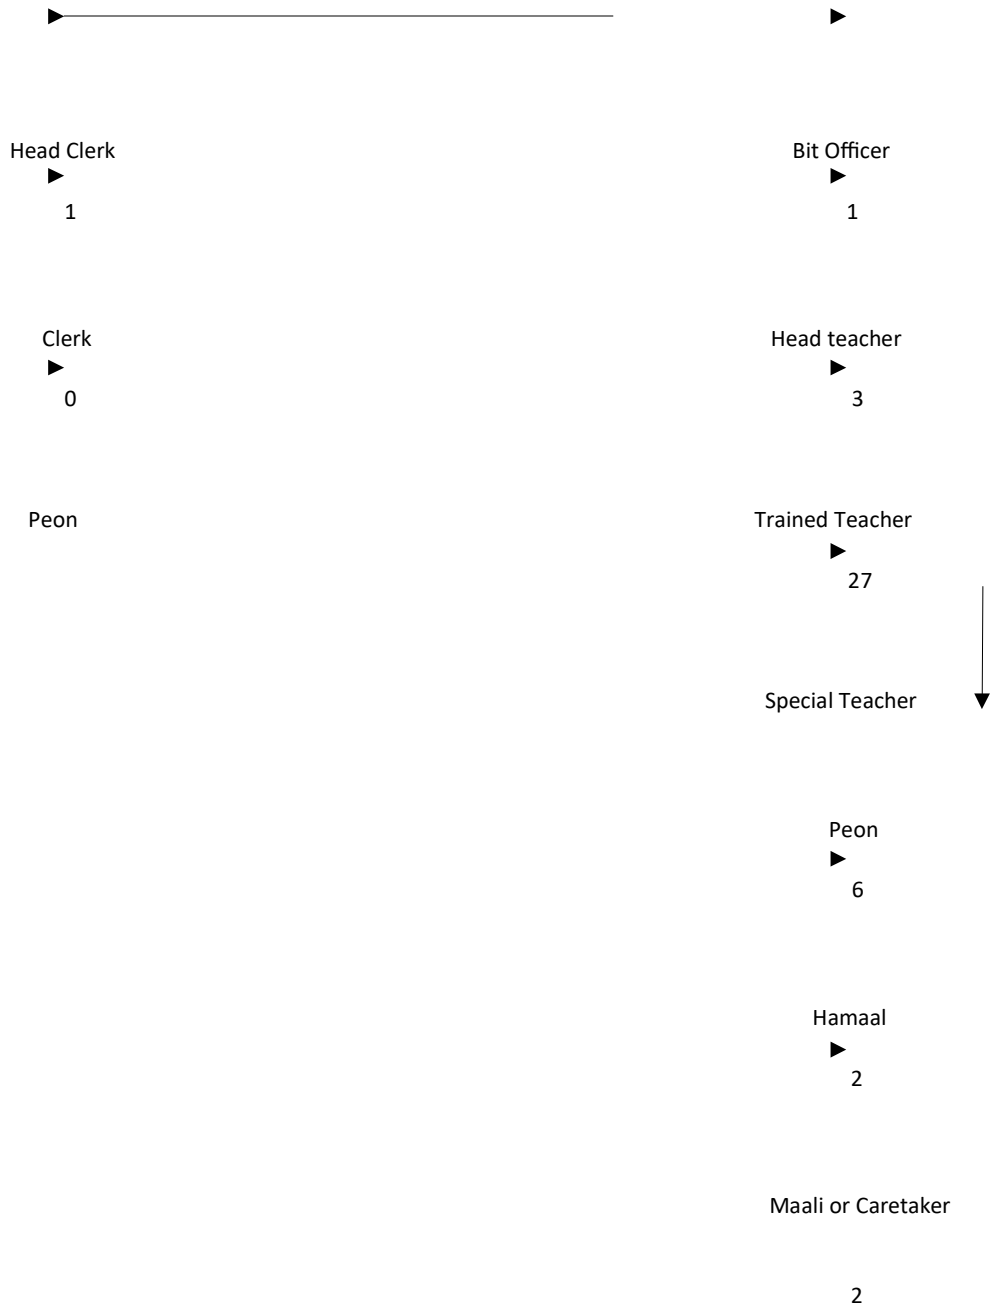 Head Clerk
1
Clerk
0
Peon
Bit Officer
1
Head teacher
3
Trained Teacher
27
Special Teacher
Peon
6
Hamaal
2
Maali or Caretaker
2